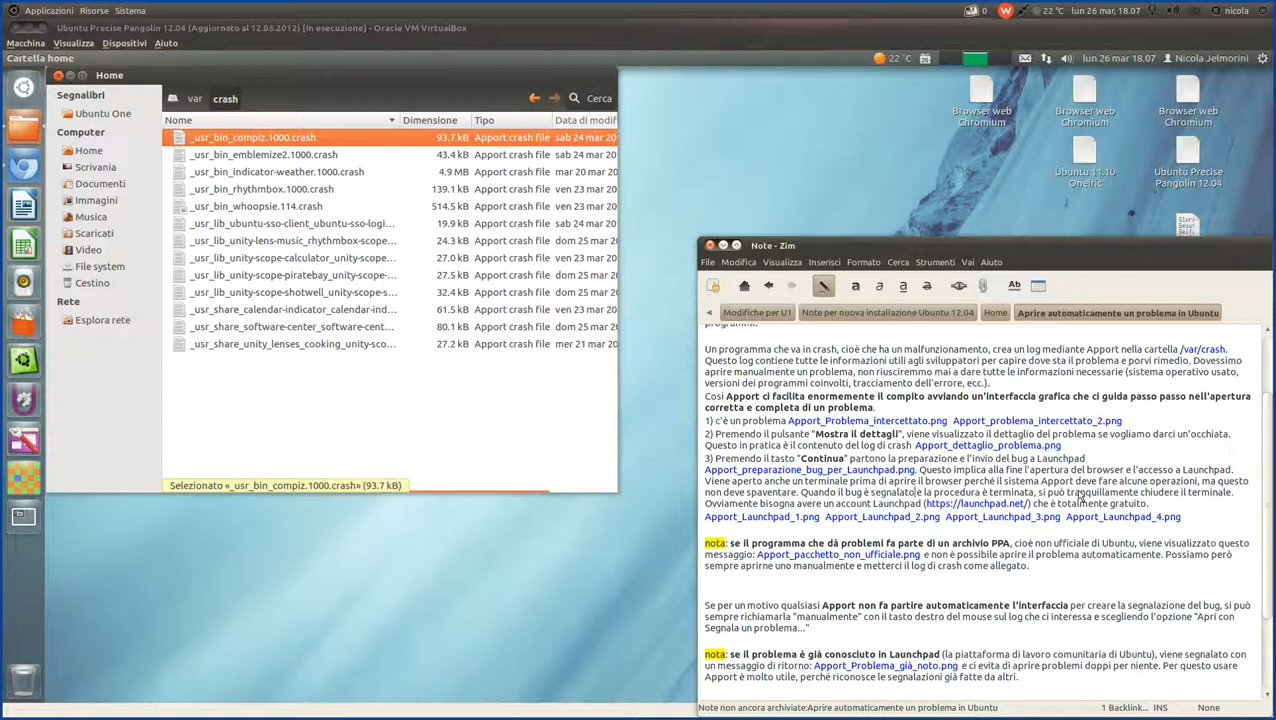 Applicazioni Risorse Sistema
0 22 °C lun 26 mar, 18.07 nicola
Ubuntu Precise Pangolin 12.04 (Aggiornato al 12.03.2012) [In esecuzione] - Oracle VM VirtualBox
Macchina Visualizza Dispositivi Aiuto
Cartella home
22 °C lun 26 mar 18.07 Nicola Jelmorini
Home
Segnalibri
Ubuntu One
Computer
Home
Scrivania
Documenti
Immagini
Musica
Scaricati
Video
File system
Cestino
Rete
Esplora rete
var crash Cerca
Nome Dimensione Tipo Data di modif
_usr_bin_compiz.1000.crash 93.7 kB Apport crash file sab 24 mar 20
_usr_bin_emblemize2.1000.crash 43.4 kB Apport crash file sab 24 mar 20
_usr_bin_indicator-weather.1000.crash 4.9 MB Apport crash file mar 20 mar 20
_usr_bin_rhythmbox.1000.crash 139.1 kB Apport crash file ven 23 mar 20
_usr_bin_whoopsie.114.crash 514.5 kB Apport crash file ven 23 mar 20
_usr_lib_ubuntu-sso-client_ubuntu-sso-logi... 19.9 kB Apport crash file sab 24 mar 20
_usr_lib_unity-lens-music_rhythmbox-scope... 24.3 kB Apport crash file dom 25 mar 20
_usr_lib_unity-scope-calculator_unity-scope... 27.0 kB Apport crash file dom 25 mar 20
_usr_lib_unity-scope-piratebay_unity-scope-... 27.5 kB Apport crash file dom 25 mar 20
_usr_lib_unity-scope-shotwell_unity-scope-s... 32.4 kB Apport crash file dom 25 mar 20
_usr_share_calendar-indicator_calendar-ind... 61.5 kB Apport crash file dom 25 mar 20
_usr_share_software-center_software-cent... 80.1 kB Apport crash file dom 25 mar 20
_usr_share_unity_lenses_cooking_unity-sco... 27.2 kB Apport crash file mer 21 mar 20
Selezionato «_usr_bin_compiz.1000.crash» (93.7 kB)
Browser web Chromium
Browser web Chromium
Browser web Chromium
Ubuntu 11.10 Oneiric
Ubuntu Precise Pangolin 12.04
Note - Zim
File Modifica Visualizza Inserisci Formato Cerca Strumenti Vai Aiuto
Modifiche per U1 Note per nuova installazione Ubuntu 12.04 Home Aprire automaticamente un problema in Ubuntu
programmi.
Un programma che va in crash, cioè che ha un malfunzionamento, crea un log mediante Apport nella cartella /var/crash.
Questo log contiene tutte le informazioni utili agli sviluppatori per capire dove sta il problema e porvi rimedio. Dovessimo
aprire manualmente un problema, non riusciremmo mai a dare tutte le informazioni necessarie (sistema operativo usato,
versioni dei programmi coinvolti, tracciamento dell'errore, ecc.).
Così Apport ci facilita enormemente il compito avviando un'interfaccia grafica che ci guida passo passo nell'apertura
corretta e completa di un problema.
1) c'è un problema Apport_Problema_intercettato.png Apport_problema_intercettato_2.png
2) Premendo il pulsante "Mostra il dettagli", viene visualizzato il dettaglio del problema se vogliamo darci un'occhiata.
Questo in pratica è il contenuto del log di crash Apport_dettaglio_problema.png
3) Premendo il tasto "Continua" partono la preparazione e l'invio del bug a Launchpad
Apport_preparazione_bug_per_Launchpad.png. Questo implica alla fine l'apertura del browser e l'accesso a Launchpad.
Viene aperto anche un terminale prima di aprire il browser perché il sistema Apport deve fare alcune operazioni, ma questo
non deve spaventare. Quando il bug è segnalato e la procedura è terminata, si può tranquillamente chiudere il terminale.
Ovviamente bisogna avere un account Launchpad (https://launchpad.net/) che è totalmente gratuito.
Apport_Launchpad_1.png Apport_Launchpad_2.png Apport_Launchpad_3.png Apport_Launchpad_4.png
nota: se il programma che dà problemi fa parte di un archivio PPA, cioè non ufficiale di Ubuntu, viene visualizzato questo
messaggio: Apport_pacchetto_non_ufficiale.png e non è possibile aprire il problema automaticamente. Possiamo però
sempre aprirne uno manualmente e metterci il log di crash come allegato.
Se per un motivo qualsiasi Apport non fa partire automaticamente l'interfaccia per creare la segnalazione del bug, si può
sempre richiamarla "manualmente" con il tasto destro del mouse sul log che ci interessa e scegliendo l'opzione "Apri con
Segnala un problema..."
nota: se il problema è già conosciuto in Launchpad (la piattaforma di lavoro comunitaria di Ubuntu), viene segnalato con
un messaggio di ritorno: Apport_Problema_già_noto.png e ci evita di aprire problemi doppi per niente. Per questo usare
Apport è molto utile, perché riconosce le segnalazioni già fatte da altri.
Note non ancora archiviate:Aprire automaticamente un problema in Ubuntu 1 Backlink... INS None